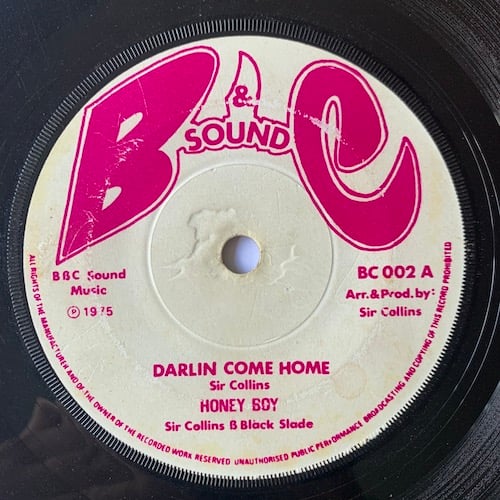 B & C
SOUND
B&C Sound
Music
℗ 1975
BC 002 A
Arr.&Prod.by:
Sir Collins
DARLIN COME HOME
Sir Collins
HONEY BOY
Sir Collins & Black Slade
ALL RIGHTS OF THE MANUFACTURER AND OF THE OWNER OF THE RECORDED WORK RESERVED UNAUTHORISED PUBLIC PERFORMANCE BROADCASTING AND COPYING OF THIS RECORD PROHIBITED